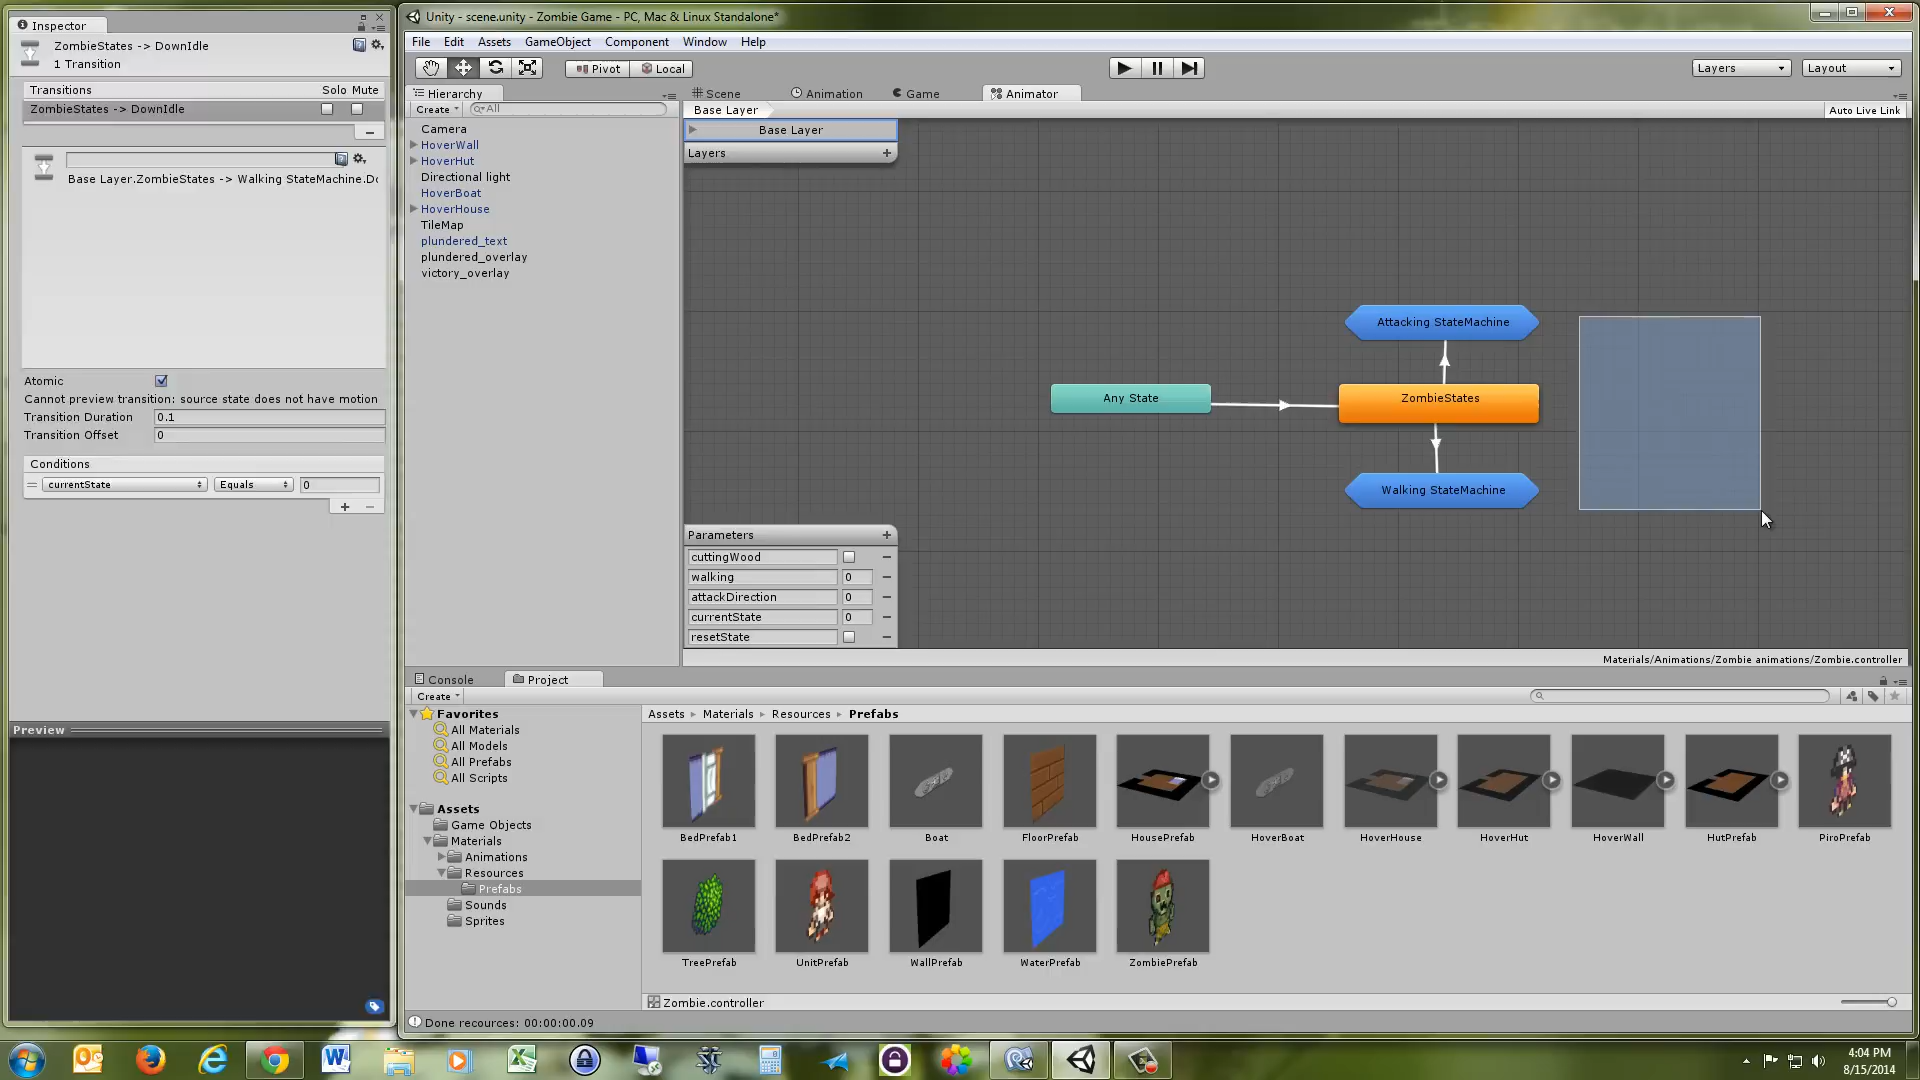 Inspector
ZombieStates -> DownIdle
1 Transition
Transitions Solo Mute
ZombieStates -> DownIdle
Base Layer.ZombieStates -> Walking StateMachine.Do
Atomic
Cannot preview transition: source state does not have motion
Transition Duration 0.1
Transition Offset 0
Conditions
currentState Equals 0
Preview
Unity - scene.unity - Zombie Game - PC, Mac & Linux Standalone*
File Edit Assets GameObject Component Window Help
Pivot Local
Layers Layout
Hierarchy
Create All
Camera
HoverWall
HoverHut
Directional light
HoverBoat
HoverHouse
TileMap
plundered_text
plundered_overlay
victory_overlay
Scene Animation Game Animator
Base Layer Auto Live Link
Base Layer
Layers
Attacking StateMachine
Any State
ZombieStates
Walking StateMachine
Parameters
cuttingWood
walking 0
attackDirection 0
currentState 0
resetState
Materials/Animations/Zombie animations/Zombie.controller
Console Project
Create
Favorites
All Materials
All Models
All Prefabs
All Scripts
Assets
Game Objects
Materials
Animations
Resources
Prefabs
Sounds
Sprites
Assets Materials Resources Prefabs
BedPrefab1 BedPrefab2 Boat FloorPrefab HousePrefab HoverBoat HoverHouse HoverHut HoverWall HutPrefab PiroPrefab
TreePrefab UnitPrefab WallPrefab WaterPrefab ZombiePrefab
Zombie.controller
Done recources: 00:00:00.09
4:04 PM
8/15/2014